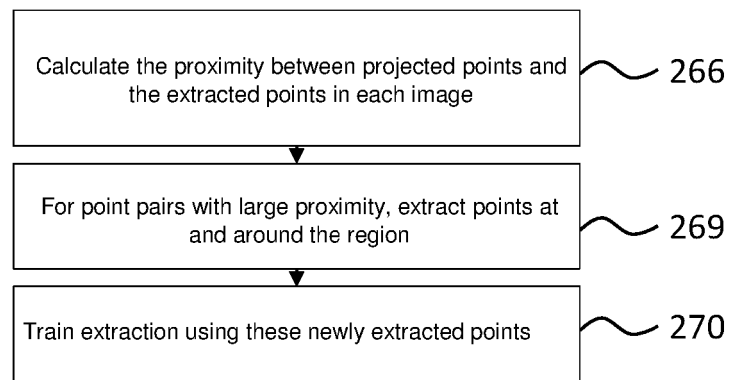 Calculate the proximity between projected points and
the extracted points in each image
266
For point pairs with large proximity, extract points at
and around the region
269
Train extraction using these newly extracted points
270